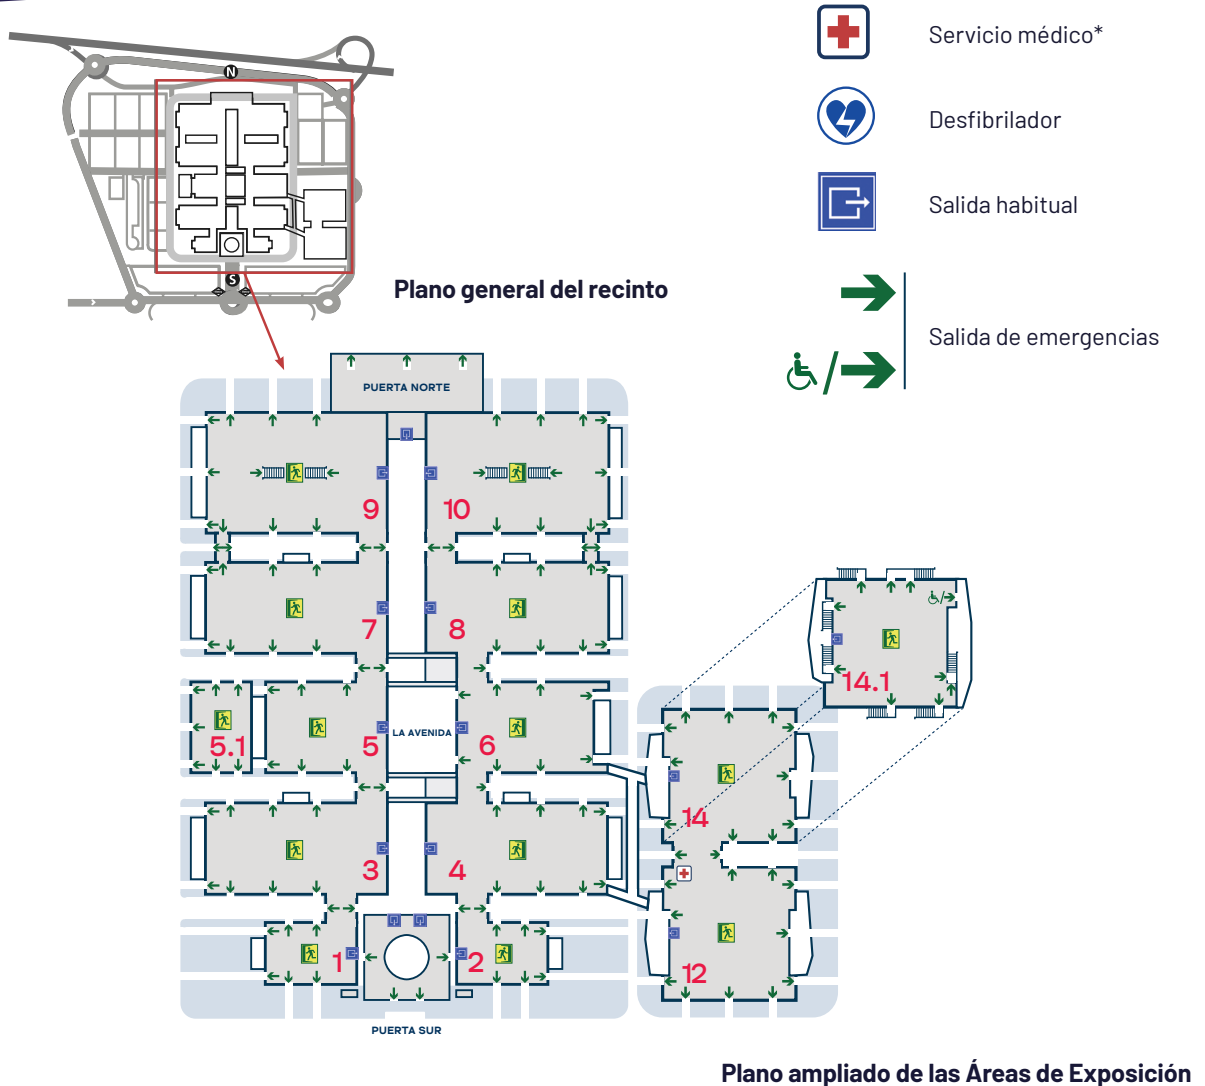 Servicio médico*
Desfibrilador
Salida habitual
Salida de emergencias
N
S
Plano general del recinto
PUERTA NORTE
9
10
7
8
14.1
5.1
5
LA AVENIDA
6
14
3
4
1
2
12
PUERTA SUR
Plano ampliado de las Áreas de Exposición